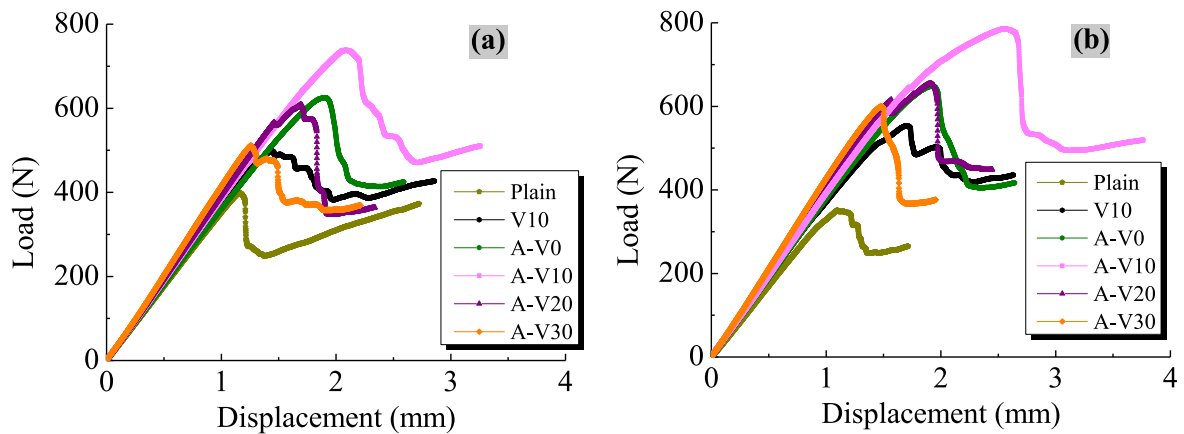 (a)
Load (N)
800
600
400
200
0
Plain
V10
A-V0
A-V10
A-V20
A-V30
0 1 2 3 4
Displacement (mm)
(b)
Load (N)
800
600
400
200
0
Plain
V10
A-V0
A-V10
A-V20
A-V30
0 1 2 3 4
Displacement (mm)